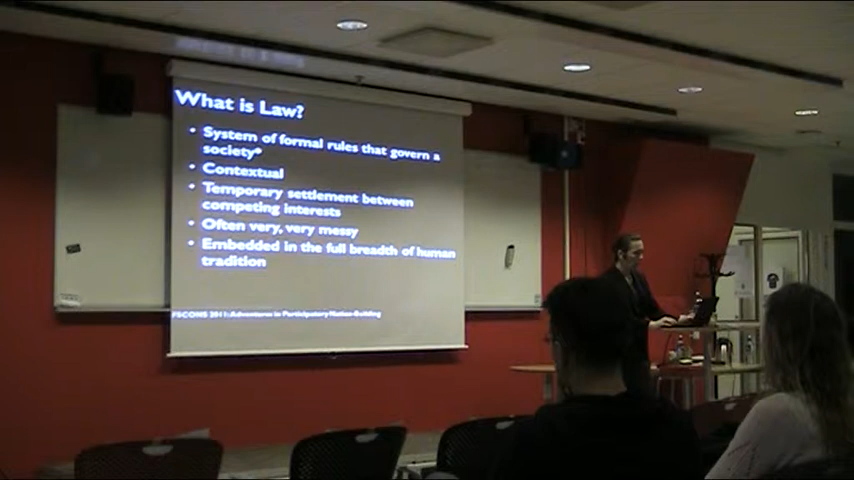 What is Law?
• System of formal rules that govern a
society*
• Contextual
• Temporary settlement between
competing interests
• Often very, very messy
• Embedded in the full breadth of human
tradition
FSCONS 2011: Adventures in Participatory Nation-Building